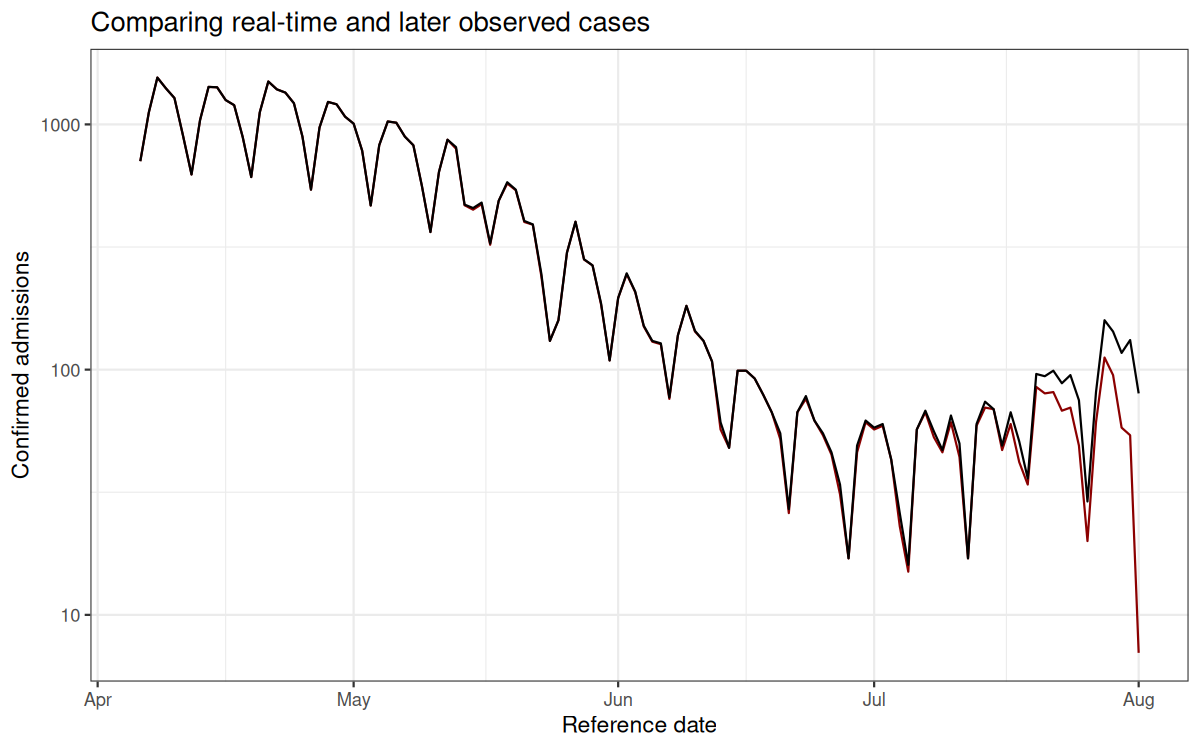 Comparing real-time and later observed cases
Confirmed admissions
1000
100
10
Apr May Jun Jul Aug
Reference date